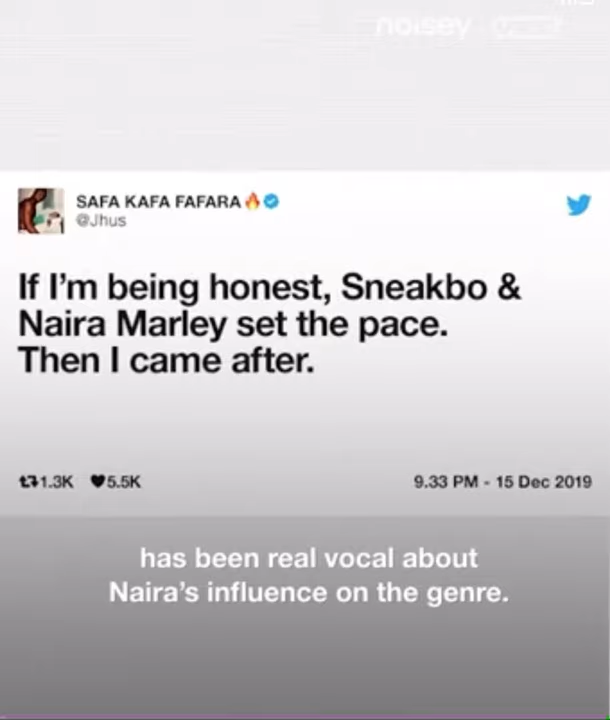 noisey
SAFA KAFA FAFARA🔥
@Jhus
If I'm being honest, Sneakbo &
Naira Marley set the pace.
Then I came after.
1.3K 5.5K
9.33 PM - 15 Dec 2019
has been real vocal about
Naira's influence on the genre.